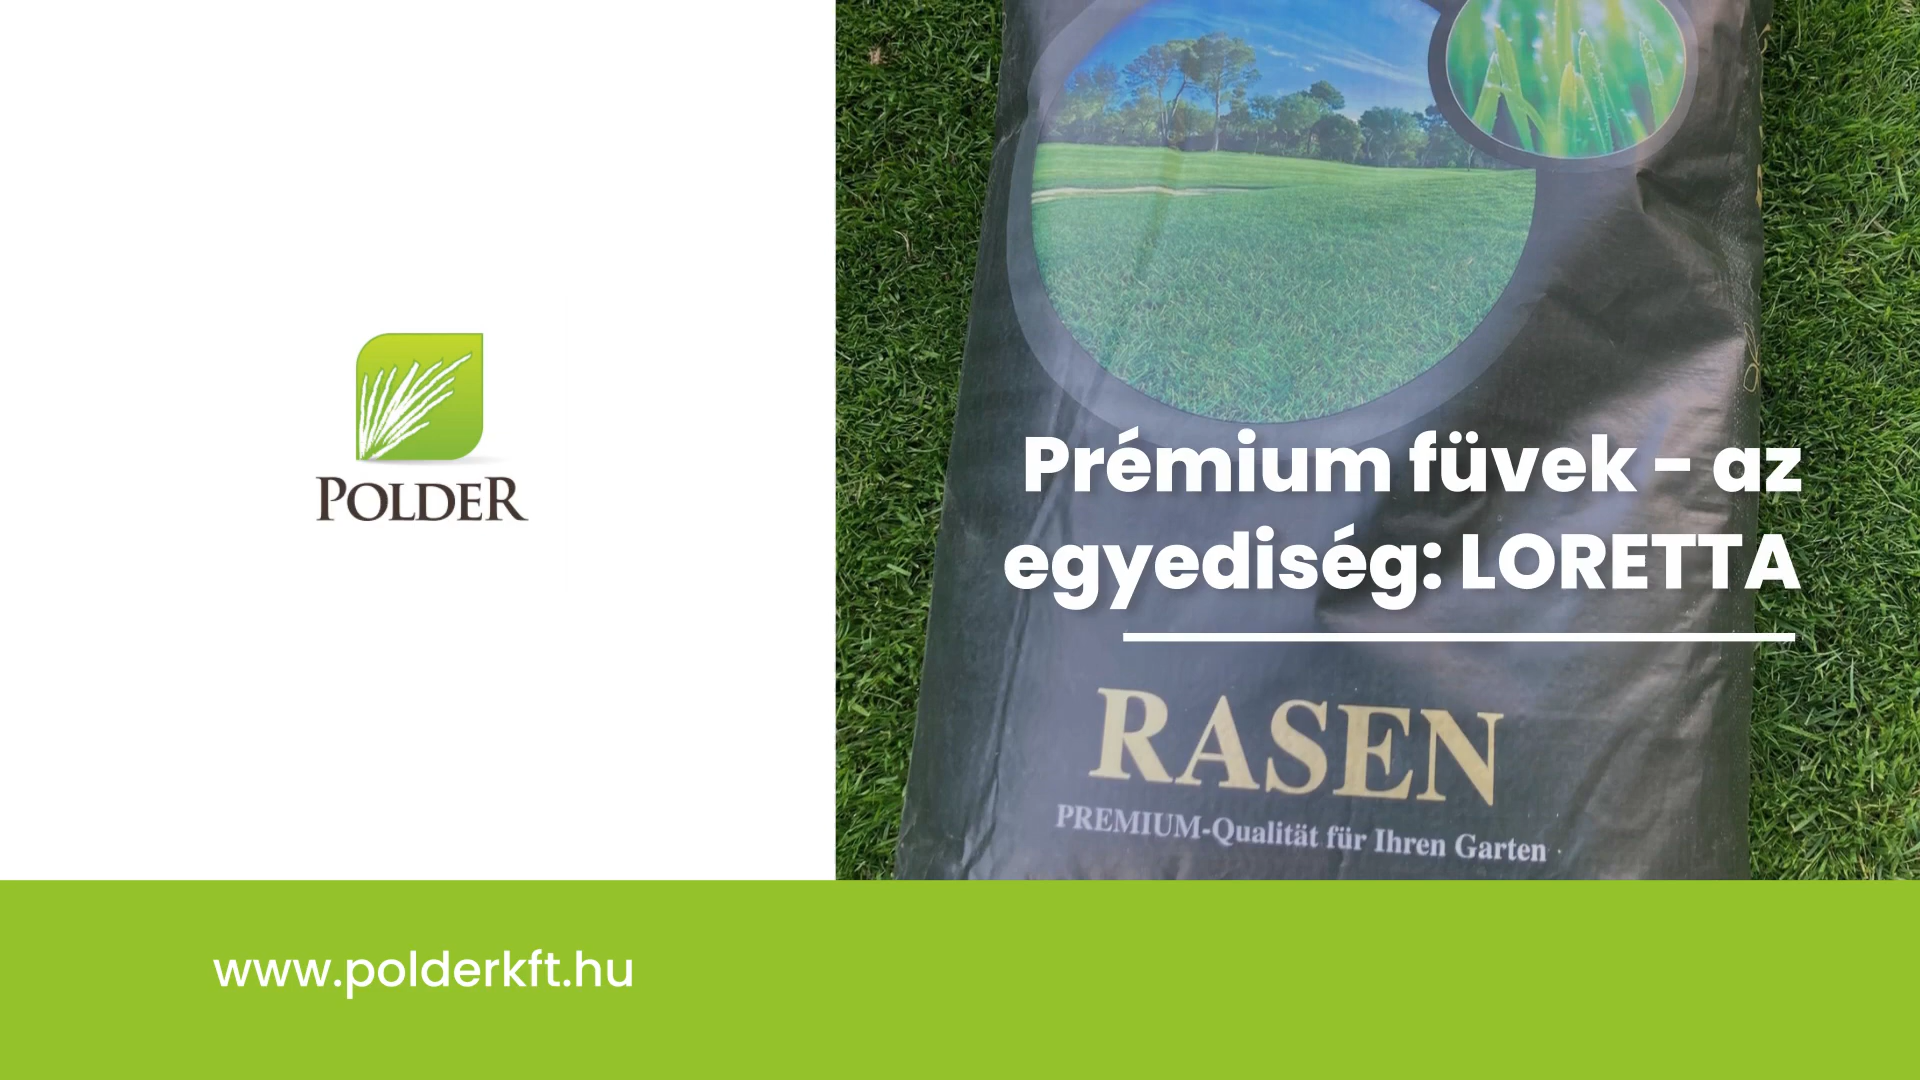 POLDER
Prémium füvek - az
egyediség: LORETTA
RASEN
PREMIUM-Qualität für Ihren Garten
www.polderkft.hu